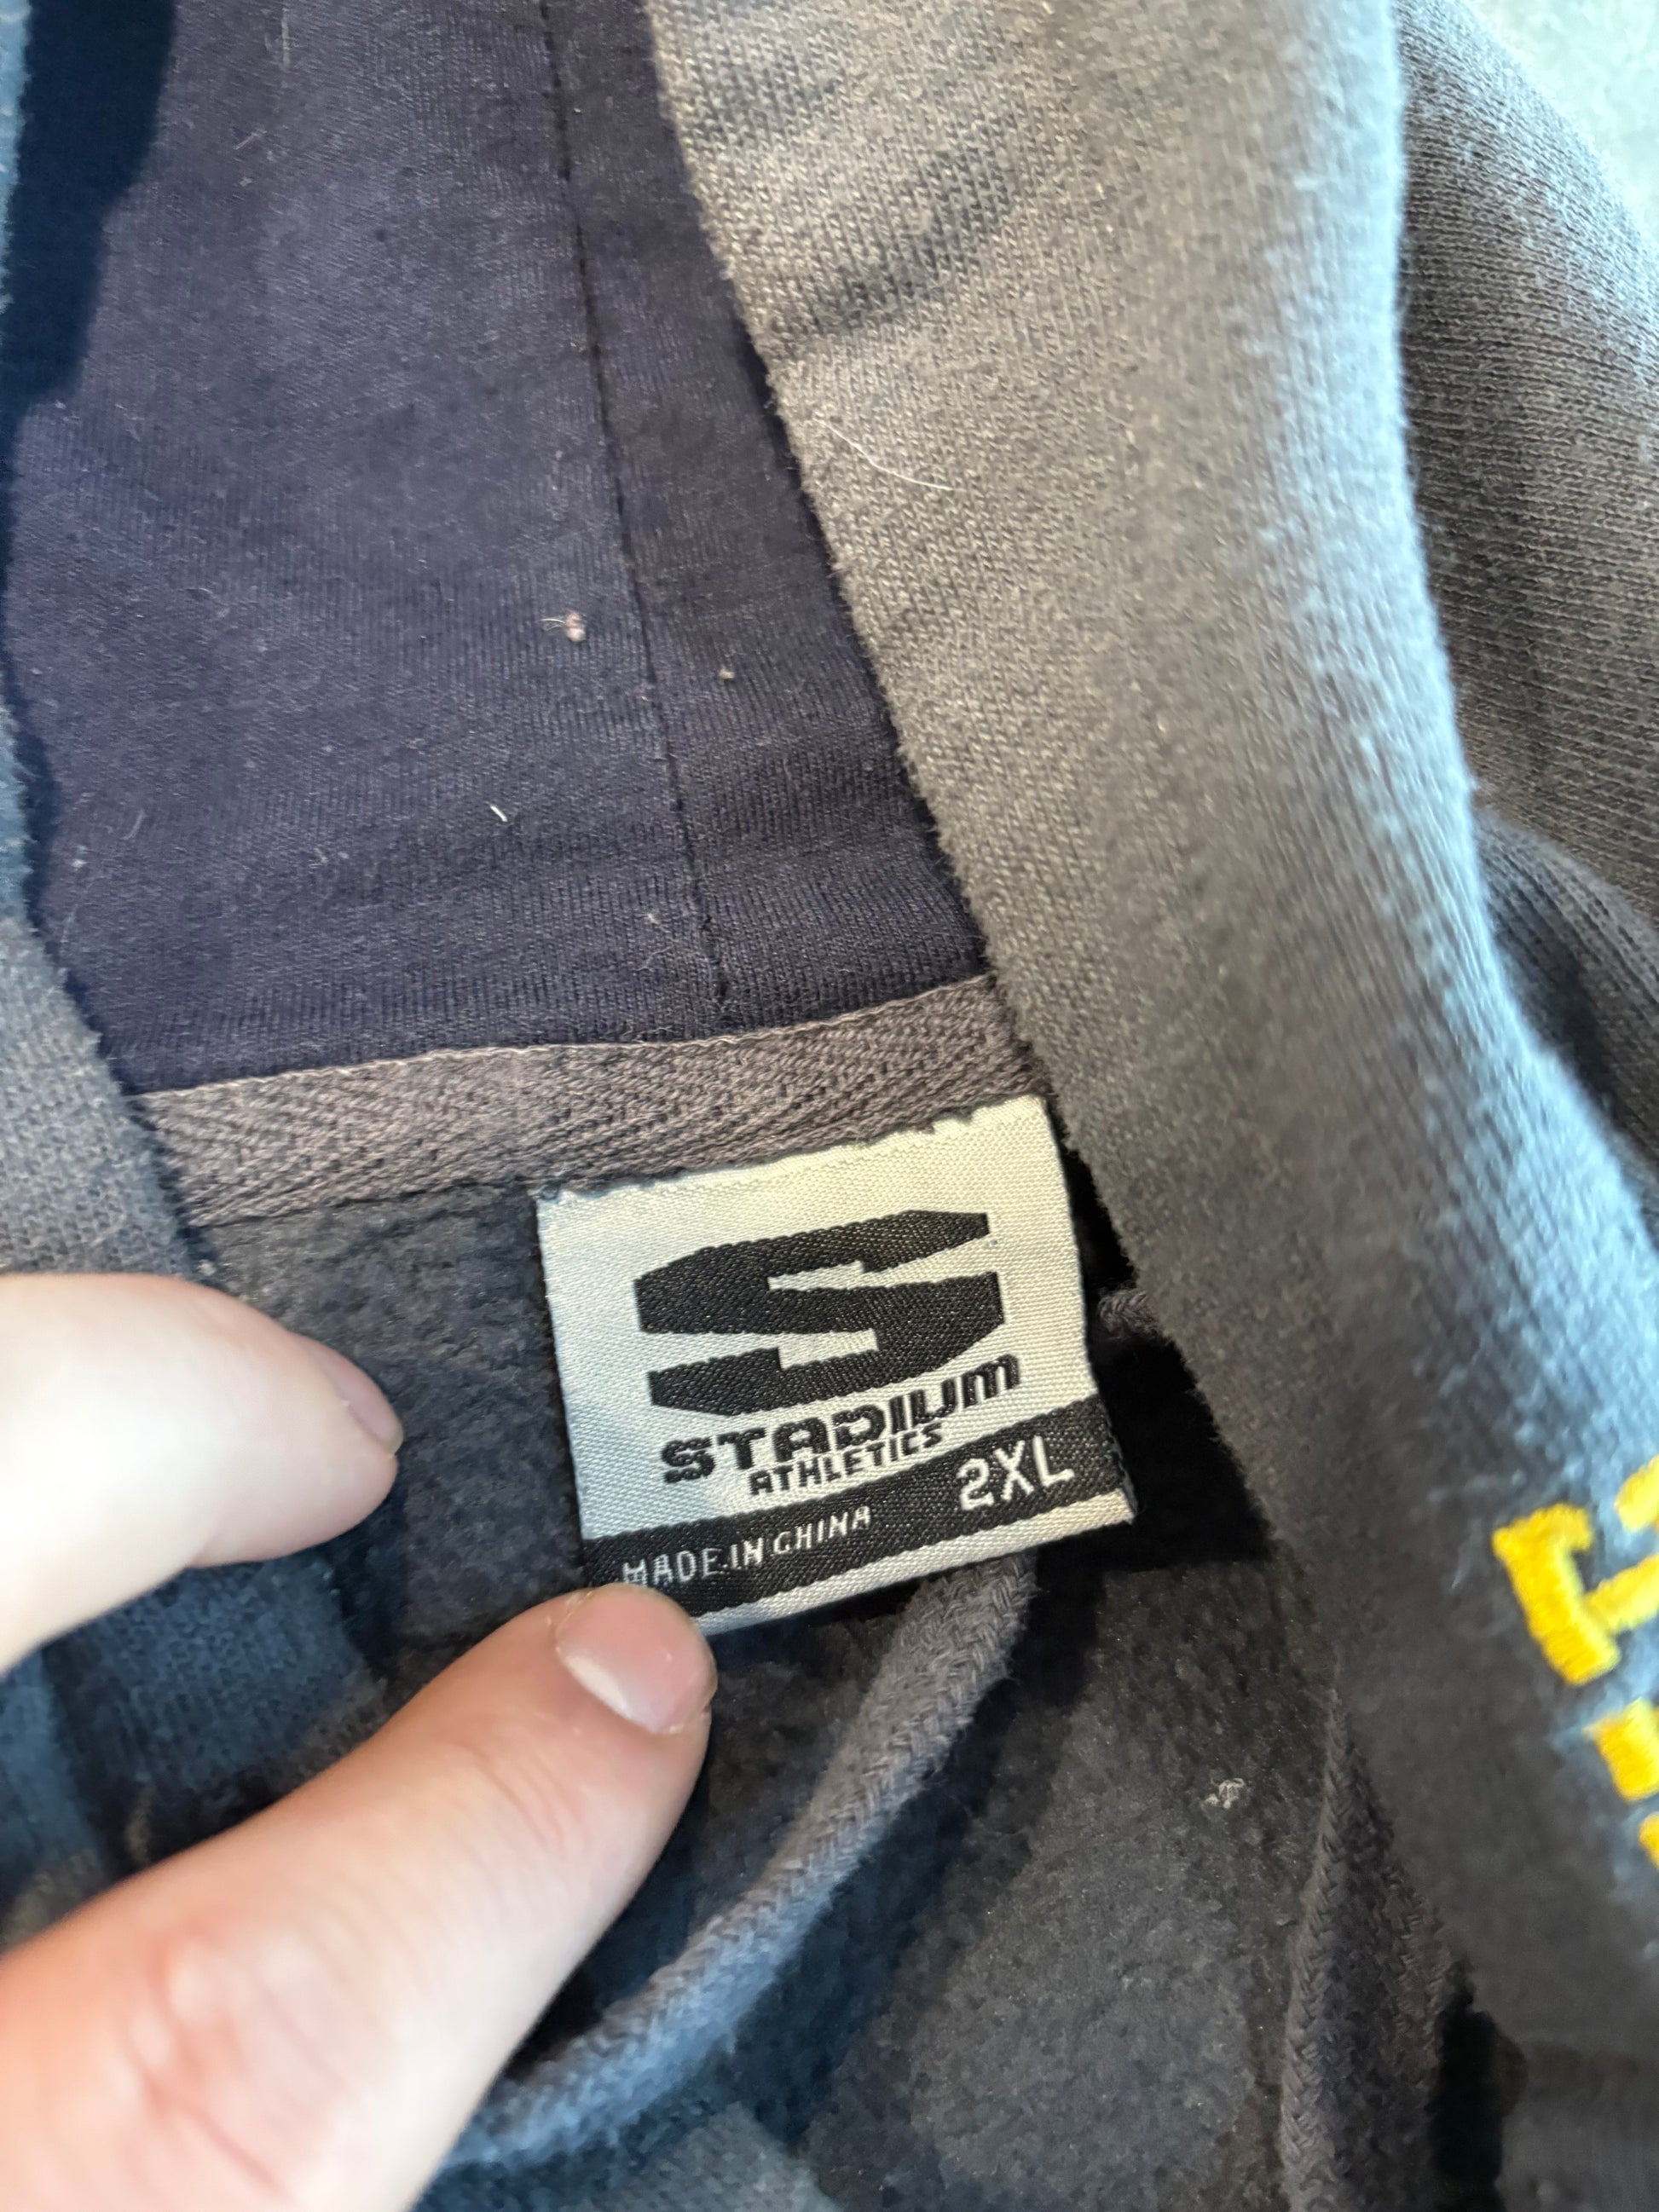 S
STADIUM
ATHLETICS
2XL
MADE IN CHINA